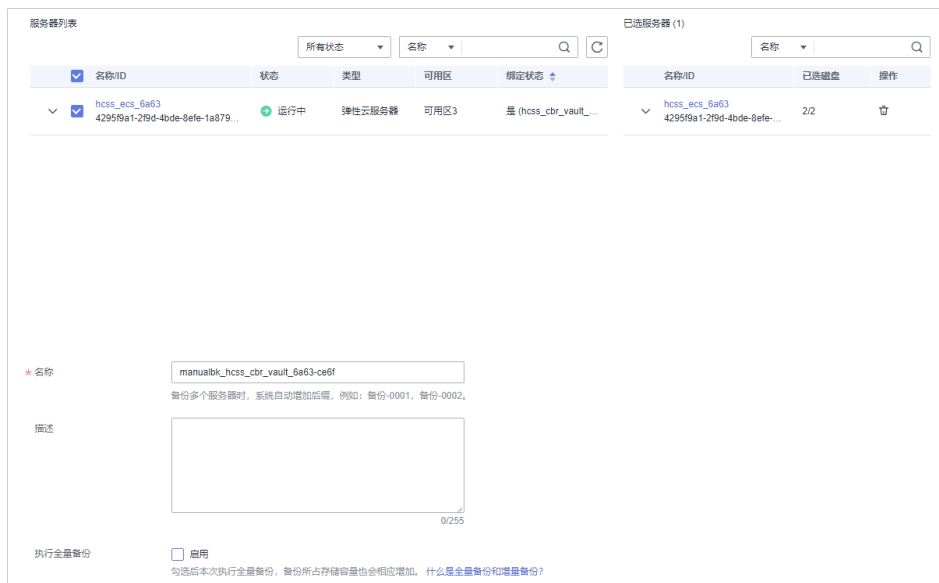 服务器列表
所有状态 名称
名称/ID 状态 类型 可用区 绑定状态
hcss_ecs_6a63
4295f9a1-2f9d-4bde-8efe-1a879... 运行中 弹性云服务器 可用区3 是 (hcss_cbr_vault_...
已选服务器 (1)
名称
名称/ID 已选磁盘 操作
hcss_ecs_6a63
4295f9a1-2f9d-4bde-8efe-... 2/2
* 名称 manualbk_hcss_cbr_vault_6a63-ce6f
备份多个服务器时，系统自动增加后缀，例如：备份-0001，备份-0002。
描述
0/255
执行全量备份 启用
勾选后本次执行全量备份，备份所占存储容量也会相应增加。 什么是全量备份和增量备份?